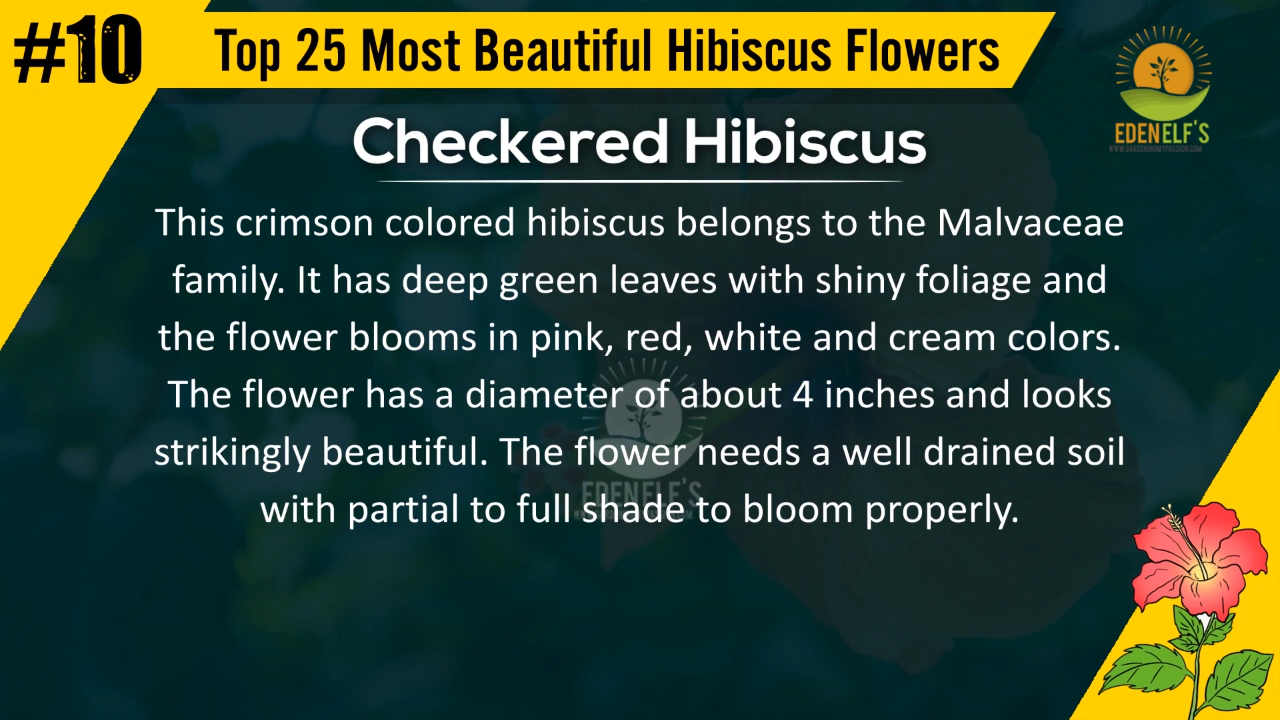 #10
Top 25 Most Beautiful Hibiscus Flowers
EDENELF'S
WWW.GARDENINGMYPASSION.COM
Checkered Hibiscus
This crimson colored hibiscus belongs to the Malvaceae
family. It has deep green leaves with shiny foliage and
the flower blooms in pink, red, white and cream colors.
The flower has a diameter of about 4 inches and looks
strikingly beautiful. The flower needs a well drained soil
EDENELF'S
with partial to full shade to bloom properly.